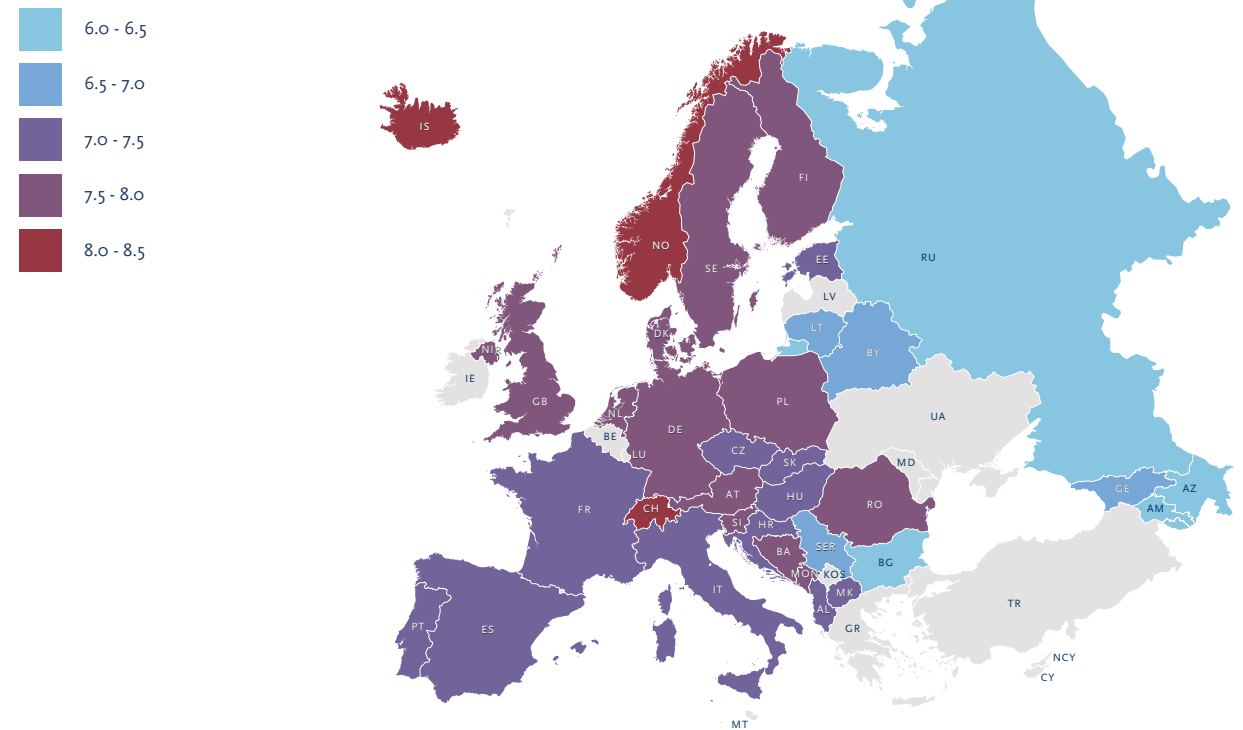 6.0 - 6.5
6.5 - 7.0
7.0 - 7.5
7.5 - 8.0
8.0 - 8.5
IS
FI
NO
RU
EE
SE
LV
LT
DK
NIR
BY
IE
GB
PL
NL
UA
DE
BE
CZ
LU
SK
MD
GE
AZ
AT
HU
RO
CH
FR
AM
SI
HR
SER
BA
BG
MON
KOS
IT
MK
TR
AL
PT
ES
GR
NCY
CY
MT